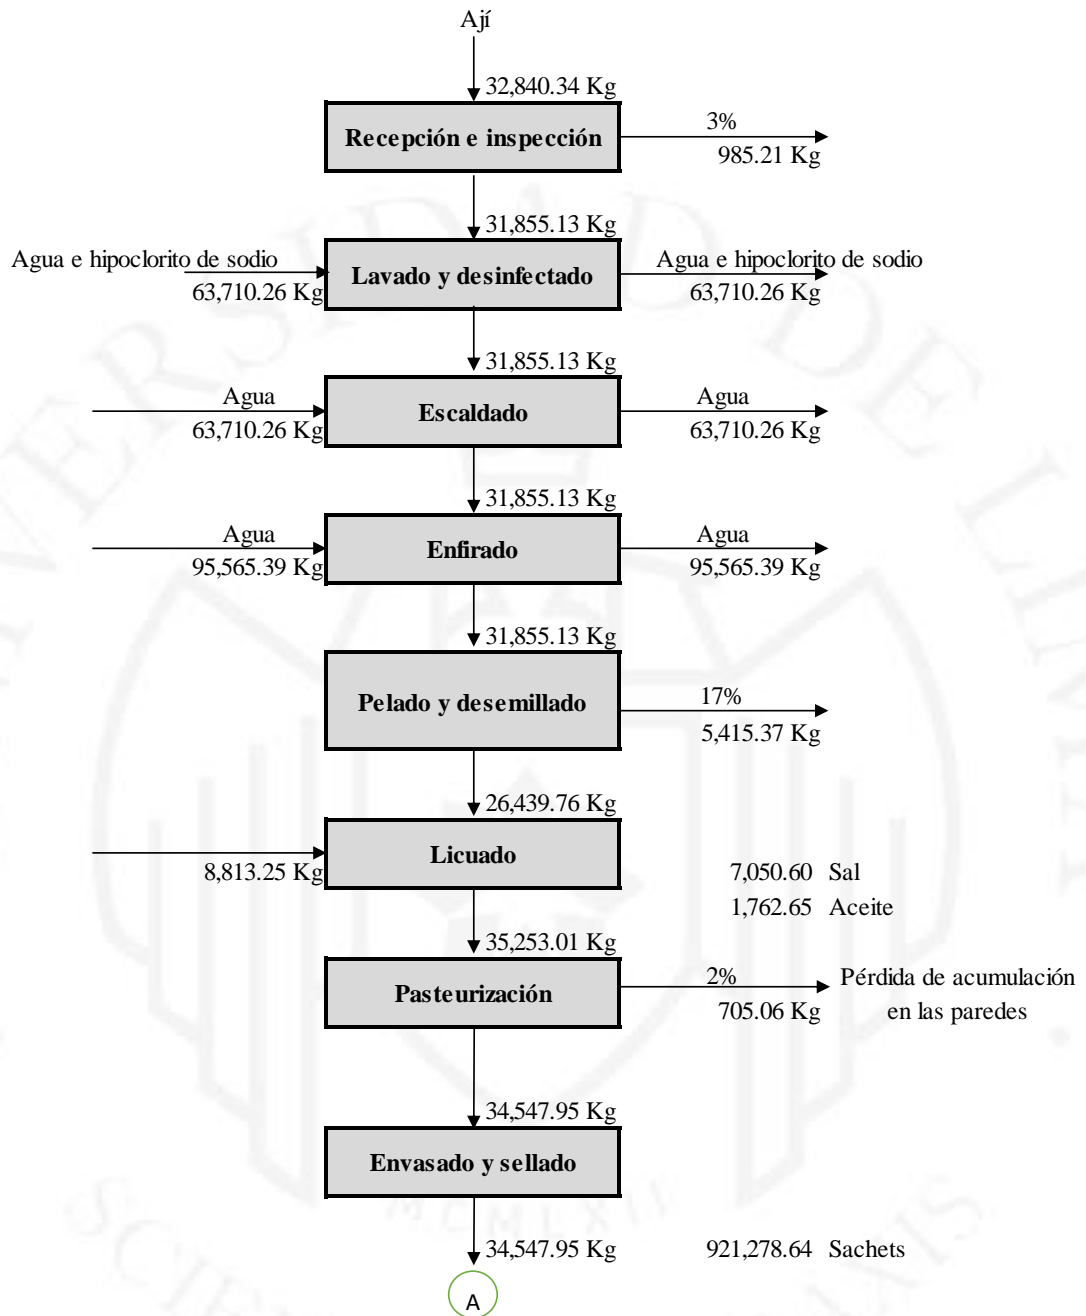 Ají
32,840.34 Kg
Recepción e inspección
3%
985.21 Kg
31,855.13 Kg
Agua e hipoclorito de sodio
63,710.26 Kg
Lavado y desinfectado
Agua e hipoclorito de sodio
63,710.26 Kg
31,855.13 Kg
Agua
63,710.26 Kg
Escaldado
Agua
63,710.26 Kg
31,855.13 Kg
Agua
95,565.39 Kg
Enfirado
Agua
95,565.39 Kg
31,855.13 Kg
Pelado y desemillado
17%
5,415.37 Kg
26,439.76 Kg
8,813.25 Kg
Licuado
7,050.60 Sal
1,762.65 Aceite
35,253.01 Kg
Pasteurización
2%
705.06 Kg
Pérdida de acumulación
en las paredes
34,547.95 Kg
Envasado y sellado
34,547.95 Kg
921,278.64 Sachets
A
UNIVERSIDAD DE LIMA
MCMLXII
SCIENTIA
PRAXIS